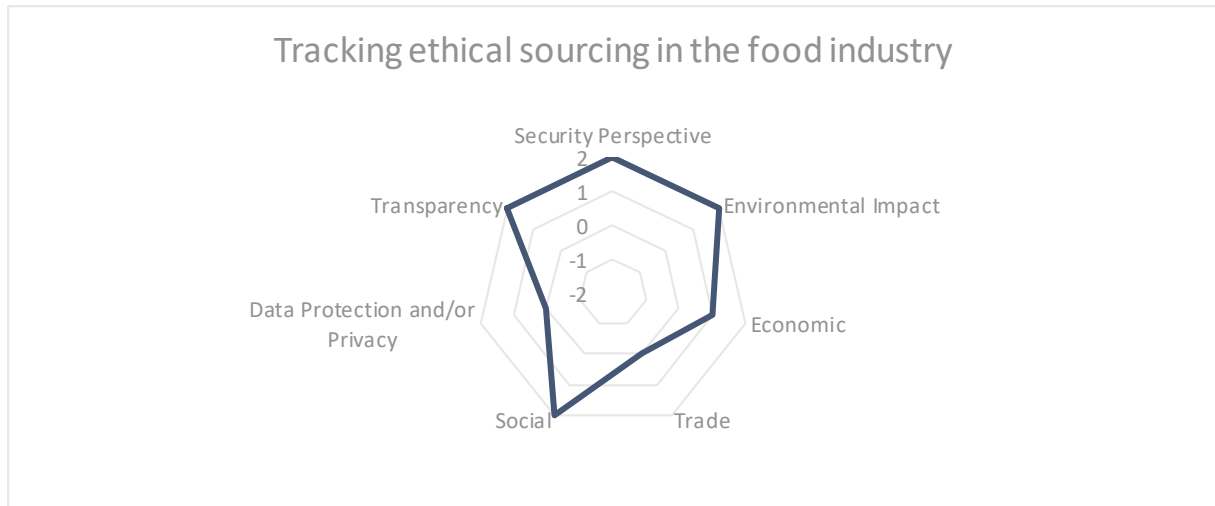 Tracking ethical sourcing in the food industry
Security Perspective
2
1
0
-1
-2
Environmental Impact
Economic
Trade
Social
Data Protection and/or
Privacy
Transparency